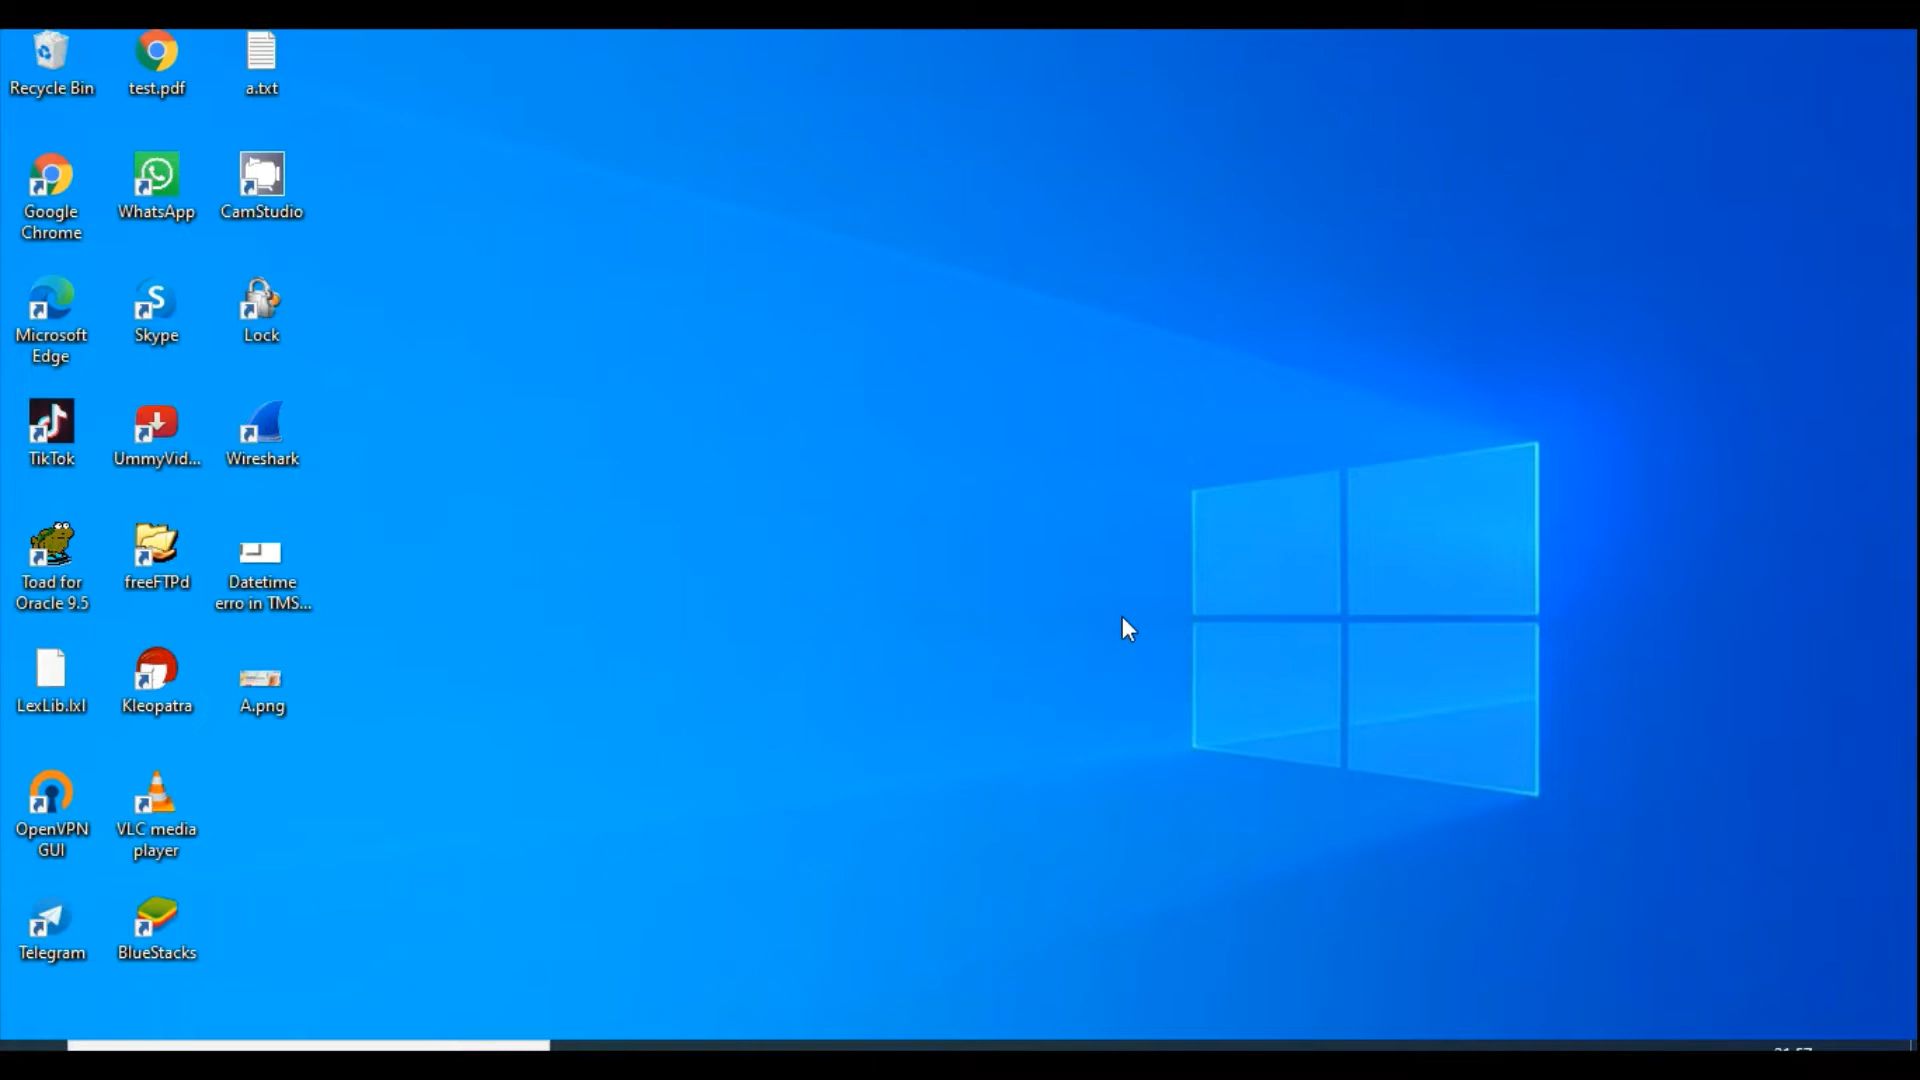 Recycle Bin
test.pdf
a.txt
Google
Chrome
WhatsApp
CamStudio
Microsoft
Edge
Skype
Lock
TikTok
UmmyVid...
Wireshark
Toad for
Oracle 9.5
freeFTPd
Datetime
erro in TMS...
LexLib.lxl
Kleopatra
A.png
OpenVPN
GUI
VLC media
player
Telegram
BlueStacks